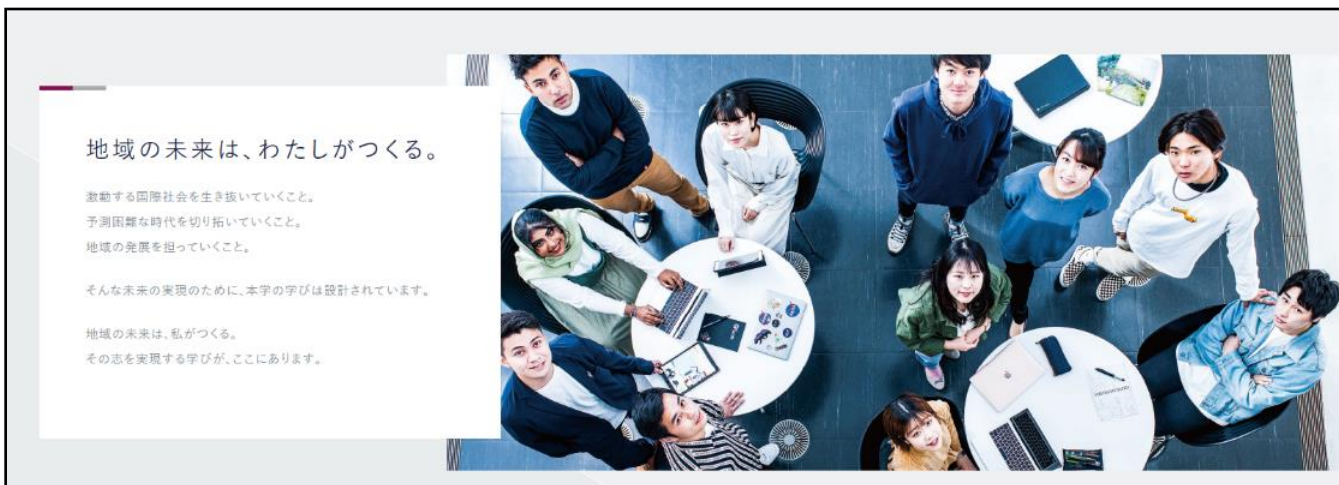 地域の未来は、わたしがつくる。
激動する国際社会を生き抜いていくこと。
予測困難な時代を切り拓いていくこと。
地域の発展を担っていくこと。
そんな未来の実現のために、本学の学びは設計されています。
地域の未来は、私がつくる。
その志を実現する学びが、ここにあります。